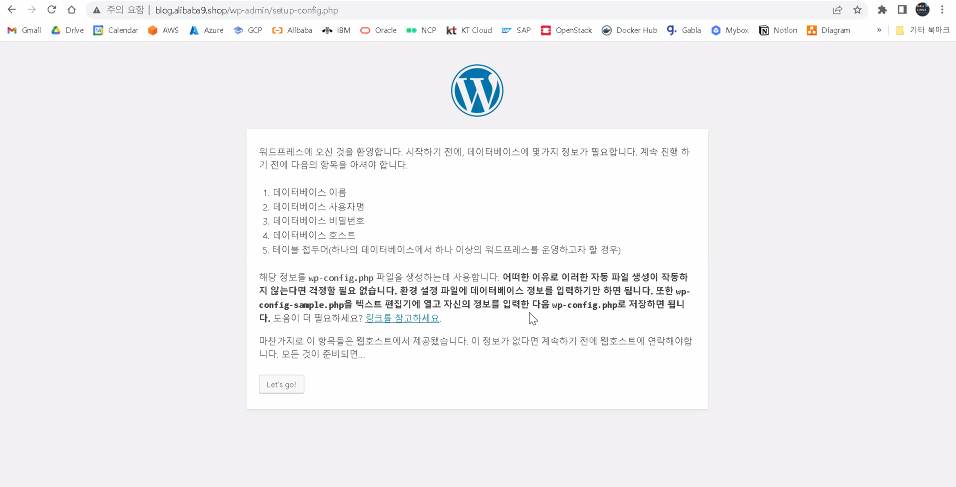 주의 요함 | blog.alibaba9.shop/wp-admin/setup-config.php
Gmail Drive Calendar AWS Azure GCP Alibaba IBM Oracle NCP kt KT Cloud SAP OpenStack Docker Hub Gabia Mybox Notion Diagram » 기타 북마크
워드프레스에 오신 것을 환영합니다. 시작하기 전에, 데이터베이스에 몇가지 정보가 필요합니다. 계속 진행 하
기 전에 다음의 항목을 아셔야 합니다.
1. 데이터베이스 이름
2. 데이터베이스 사용자명
3. 데이터베이스 비밀번호
4. 데이터베이스 호스트
5. 테이블 접두어(하나의 데이터베이스에서 하나 이상의 워드프레스를 운영하고자 할 경우)
해당 정보를 wp-config.php 파일을 생성하는데 사용합니다. 어떠한 이유로 이러한 자동 파일 생성이 작동하
지 않는다면 걱정할 필요 없습니다. 환경 설정 파일에 데이터베이스 정보를 입력하기만 하면 됩니다. 또한 wp-
config-sample.php을 텍스트 편집기에 열고 자신의 정보를 입력한 다음 wp-config.php로 저장하면 됩니
다. 도움이 더 필요하세요? 링크를 참고하세요.
마찬가지로 이 항목들은 웹호스트에서 제공됐습니다. 이 정보가 없다면 계속하기 전에 웹호스트에 연락해야합
니다. 모든 것이 준비되면...
Let's go!